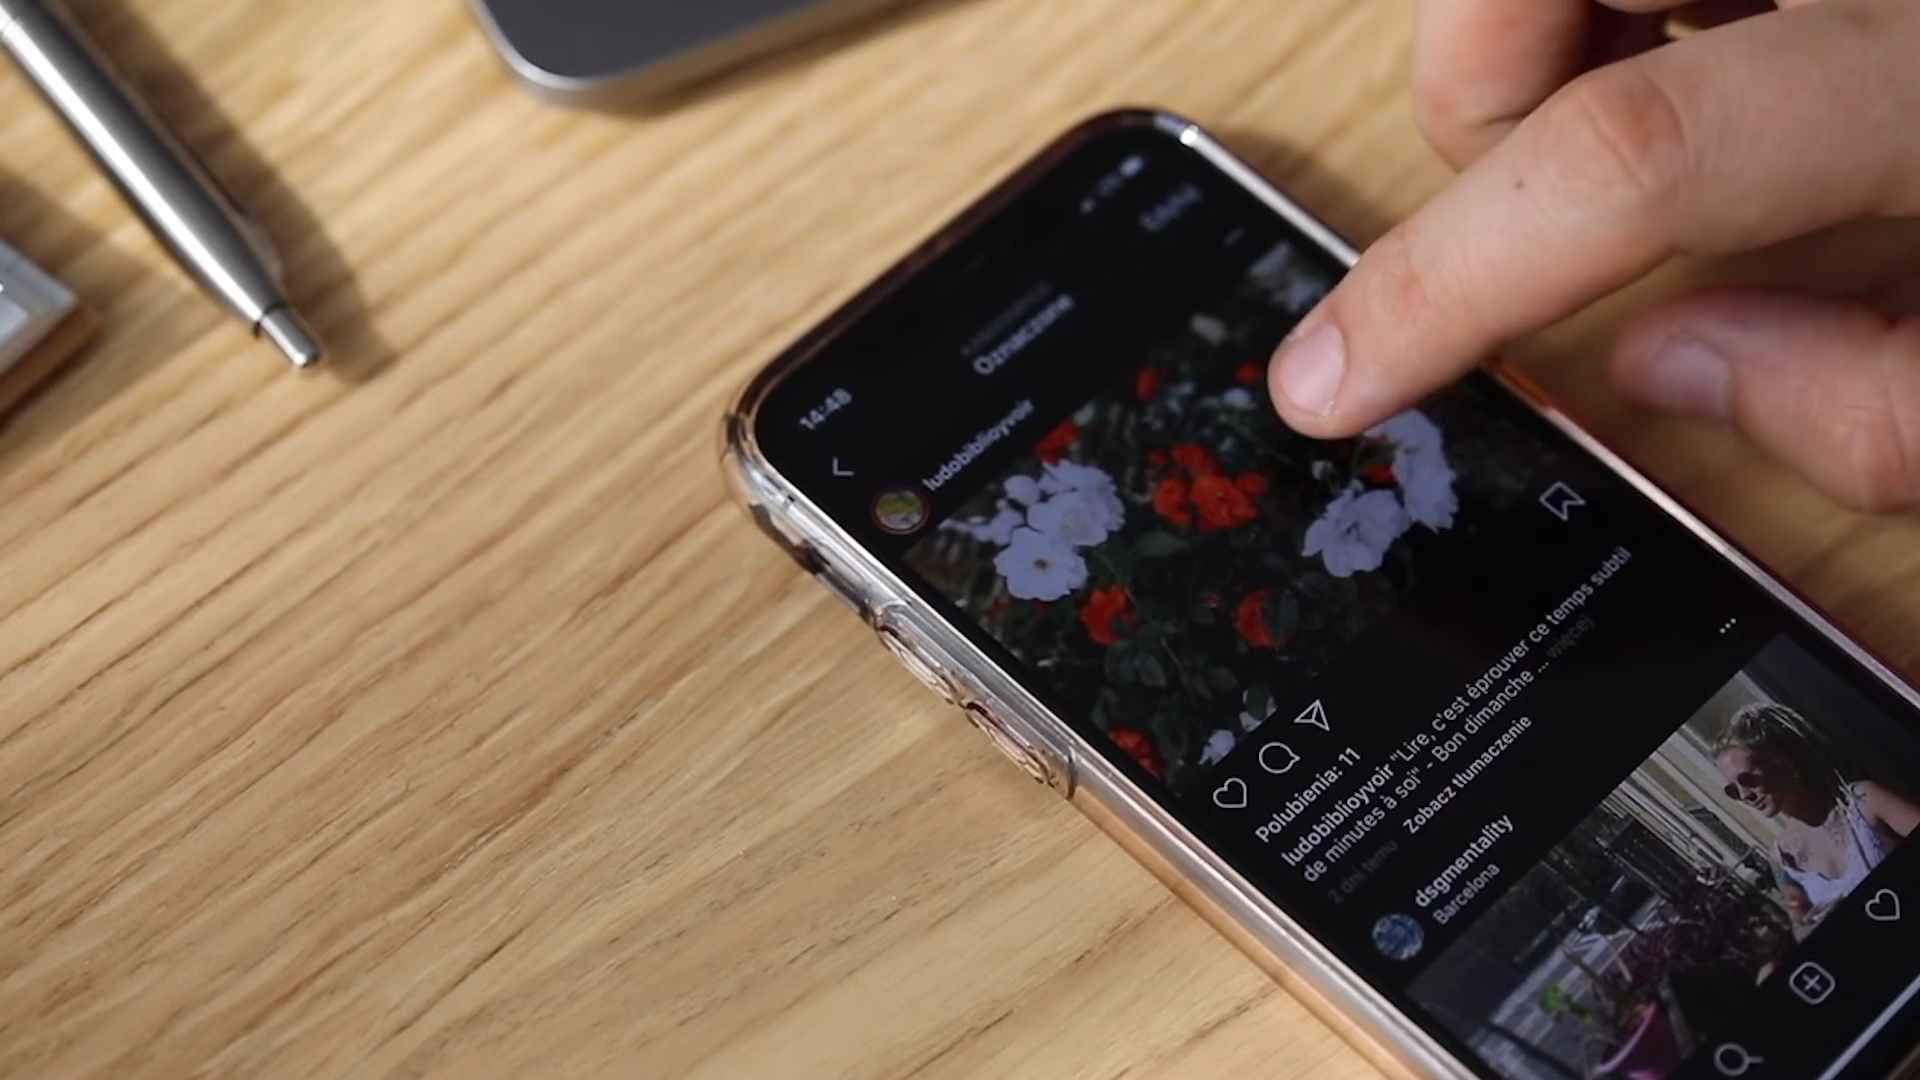 14:48
Oznaczone
ludobiblioyvoir
Polubienia: 11
ludobiblioyvoir "Lire, c'est éprouver ce temps subtil
de minutes à soi" - Bon dimanche ... więcej
2 dni temu Zobacz tłumaczenie
dsgmentality
Barcelona